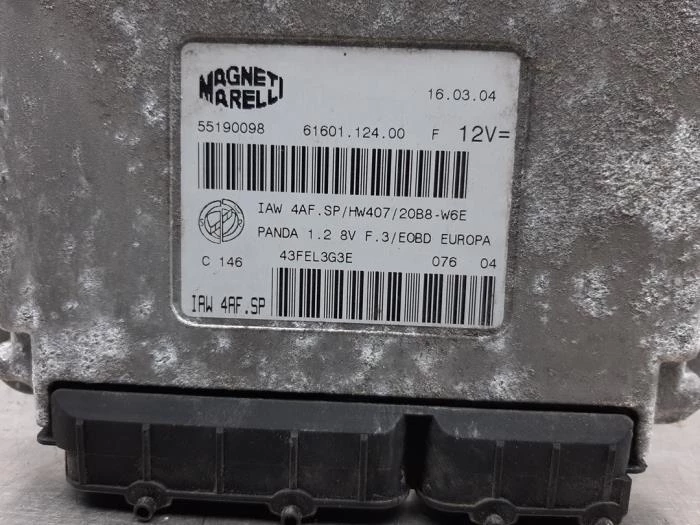 MAGNETI
MARELLI
16.03.04
55190098 61601.124.00 F 12V=
IAW 4AF.SP/HW407/20B8-W6E
PANDA 1.2 8V F.3/EOBD EUROPA
C 146 43FEL3G3E 076 04
IAW 4AF.SP